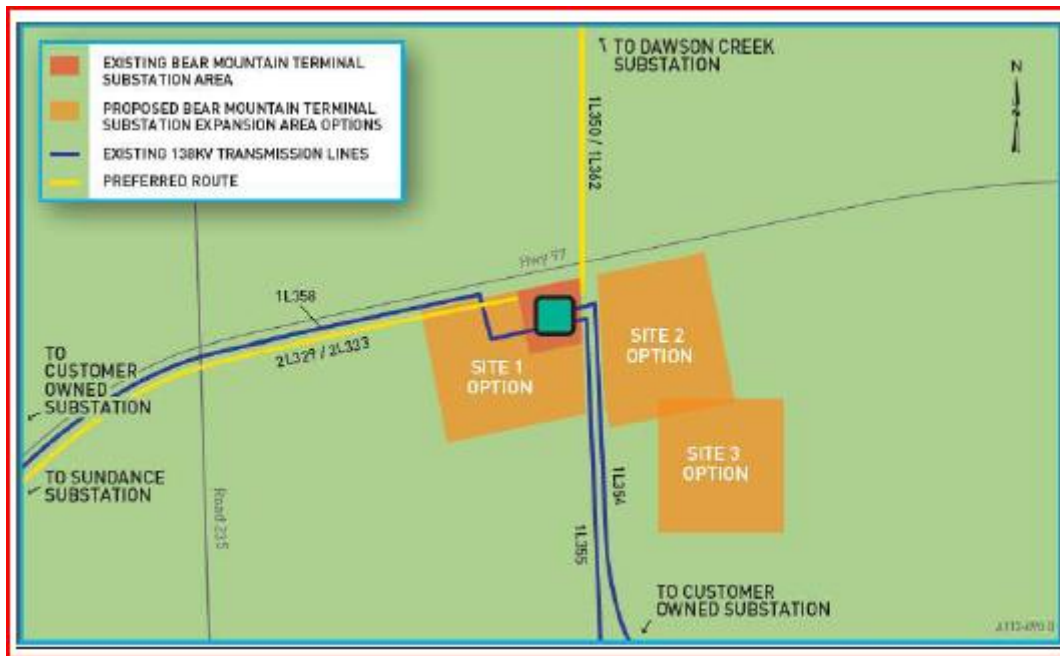 EXISTING BEAR MOUNTAIN TERMINAL
SUBSTATION AREA
PROPOSED BEAR MOUNTAIN TERMINAL
SUBSTATION EXPANSION AREA OPTIONS
EXISTING 138KV TRANSMISSION LINES
PREFERRED ROUTE
TO DAWSON CREEK
SUBSTATION
N
1L350 / 1L362
Hwy 97
1L358
2L329 / 2L323
TO
CUSTOMER
OWNED
SUBSTATION
TO SUNDANCE
SUBSTATION
Road 235
SITE 1
OPTION
SITE 2
OPTION
SITE 3
OPTION
1L354
1L355
TO CUSTOMER
OWNED SUBSTATION